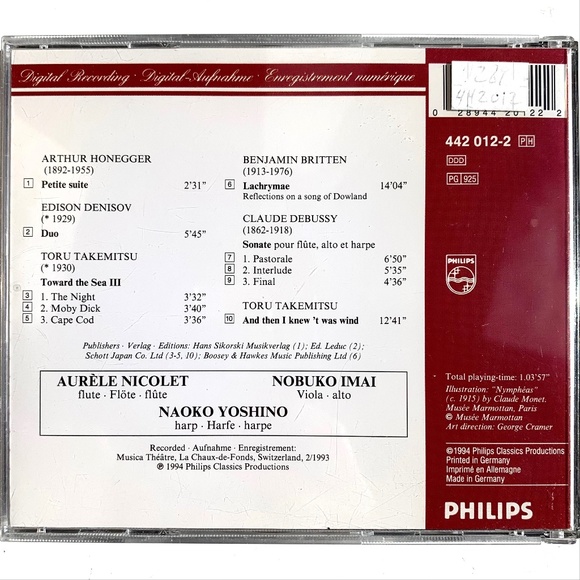 Digital Recording · Digital-Aufnahme · Enregistrement numérique
ARTHUR HONEGGER
(1892-1955)
1 Petite suite 2'31"
EDISON DENISOV
(* 1929)
2 Duo 5'45"
TORU TAKEMITSU
(* 1930)
Toward the Sea III
3 1. The Night 3'32"
4 2. Moby Dick 3'40"
5 3. Cape Cod 3'36"
BENJAMIN BRITTEN
(1913-1976)
6 Lachrymae 14'04"
Reflections on a song of Dowland
CLAUDE DEBUSSY
(1862-1918)
Sonate pour flûte, alto et harpe
7 1. Pastorale 6'50"
8 2. Interlude 5'35"
9 3. Final 4'36"
TORU TAKEMITSU
10 And then I knew 't was wind 12'41"
Publishers · Verlag · Editions: Hans Sikorski Musikverlag (1); Ed. Leduc (2);
Schott Japan Co. Ltd (3-5, 10); Boosey & Hawkes Music Publishing Ltd (6)
AURÈLE NICOLET
flute · Flöte · flûte
NOBUKO IMAI
Viola · alto
NAOKO YOSHINO
harp · Harfe · harpe
Recorded · Aufnahme · Enregistrement:
Musica Théâtre, La Chaux-de-Fonds, Switzerland, 2/1993
℗ 1994 Philips Classics Productions
4H2.017
0 28944 20122 2
442 012-2 PH
DDD
PG 925
PHILIPS
Total playing-time: 1.03'57"
Illustration: "Nymphéas"
(c. 1915) by Claude Monet.
Musée Marmottan, Paris
© Musée Marmottan
Art direction: George Cramer
©1994 Philips Classics Productions
Printed in Germany
Imprimé en Allemagne
Made in Germany
PHILIPS